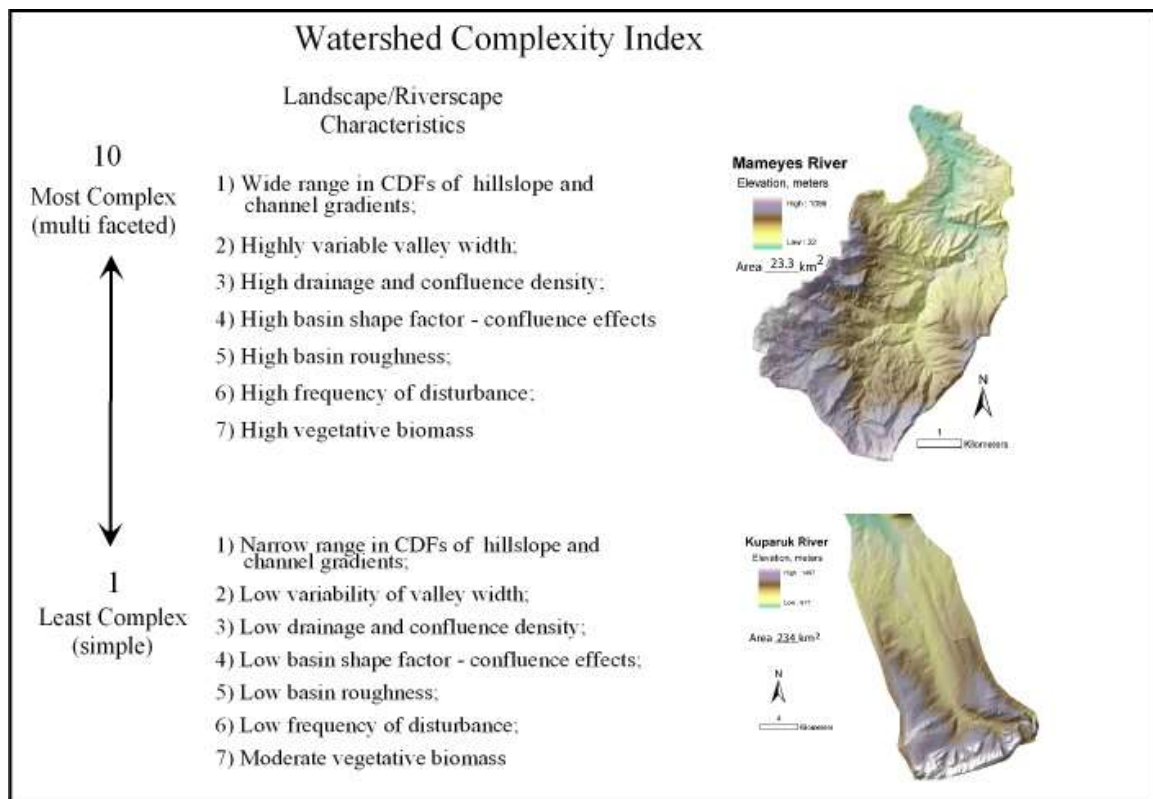 Watershed Complexity Index
Landscape/Riverscape
Characteristics
10
Most Complex
(multi faceted)
1) Wide range in CDFs of hillslope and
channel gradients;
2) Highly variable valley width;
3) High drainage and confluence density;
4) High basin shape factor - confluence effects
5) High basin roughness;
6) High frequency of disturbance;
7) High vegetative biomass
Mameyes River
Elevation, meters
High :
Low :
Area 23.3 km2
N
1
Kilometers
1
Least Complex
(simple)
1) Narrow range in CDFs of hillslope and
channel gradients;
2) Low variability of valley width;
3) Low drainage and confluence density;
4) Low basin shape factor - confluence effects;
5) Low basin roughness;
6) Low frequency of disturbance;
7) Moderate vegetative biomass
Kuparuk River
Elevation, meters
High :
Low :
Area 234 km2
N
4
Kilometers